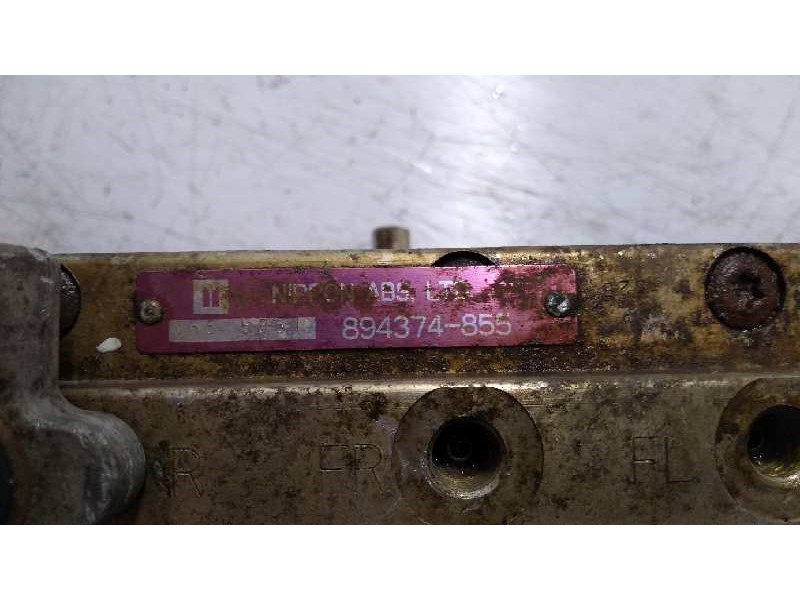 NIPPON ABS, LTD
894374-855
R FR FL